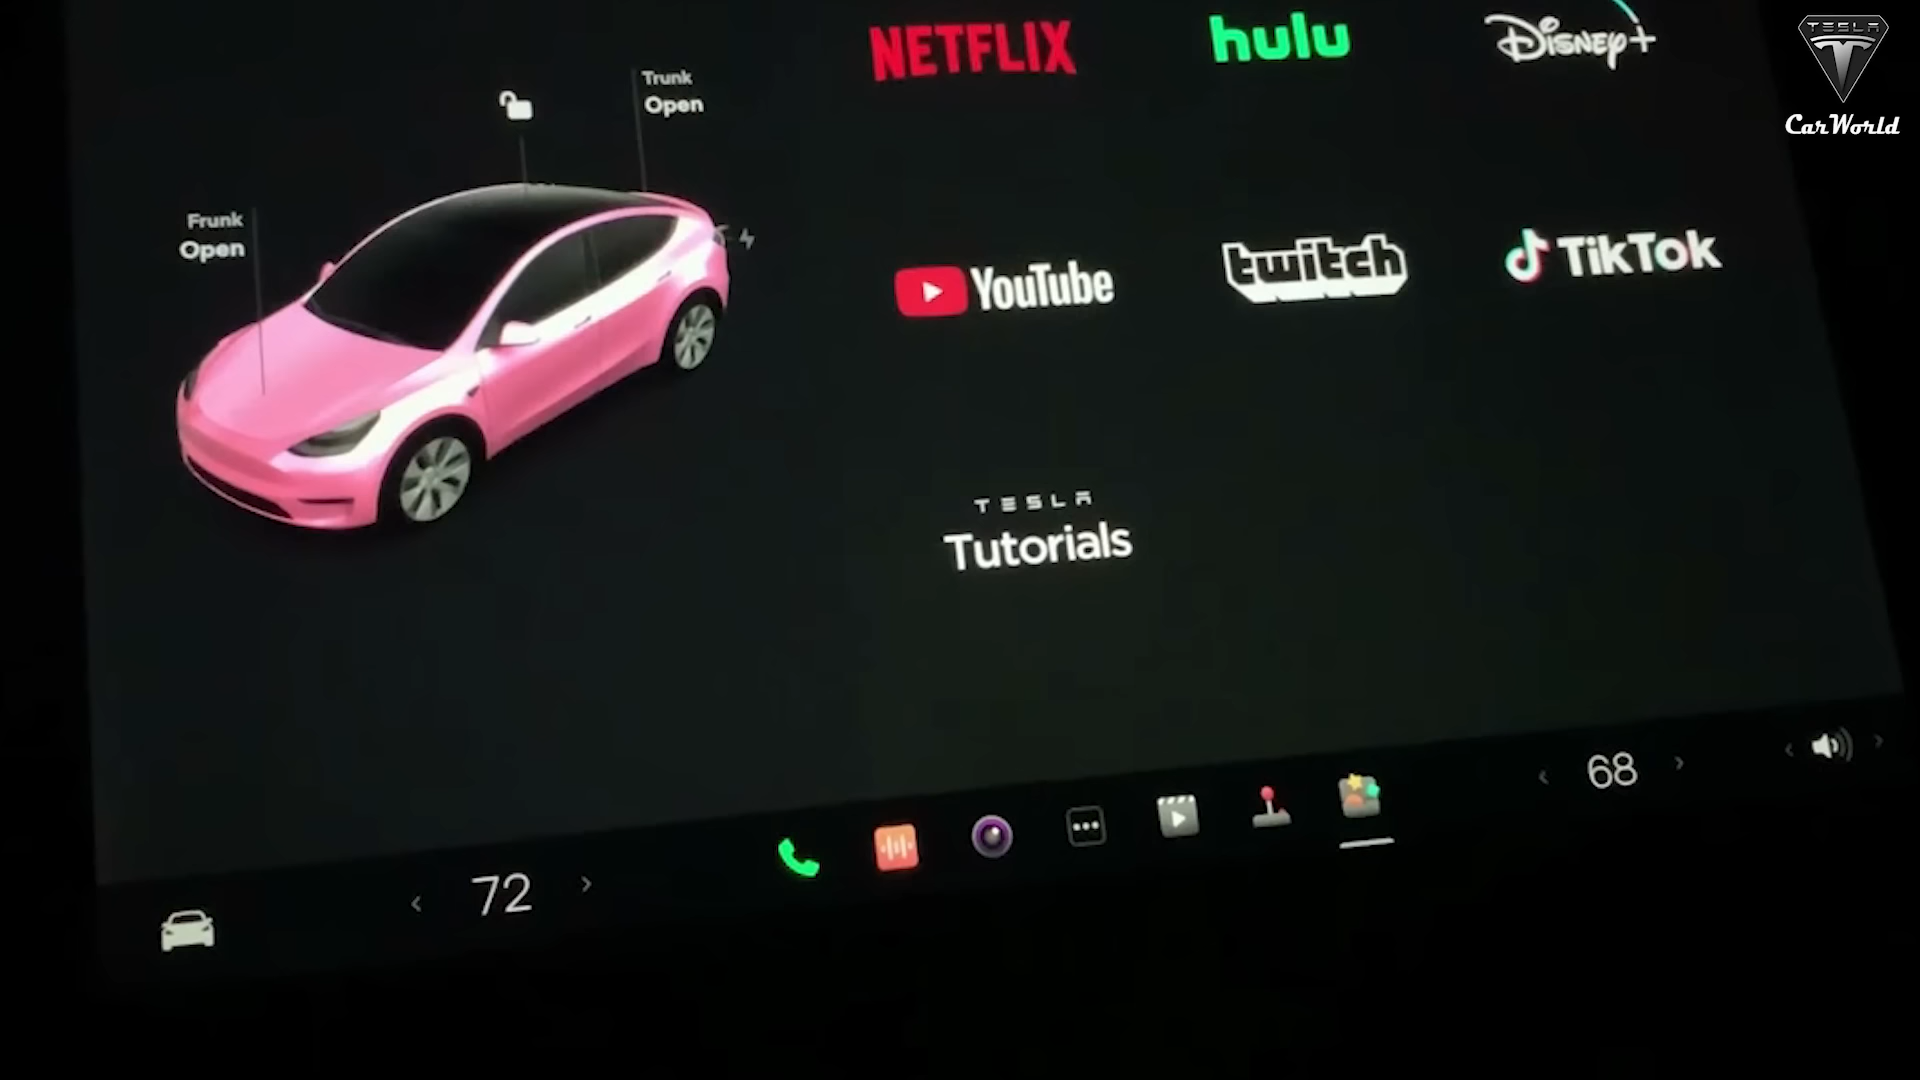 NETFLIX
hulu
Disney+
TESLA
CarWorld
Trunk
Open
Frunk
Open
YouTube
twitch
TikTok
TESLA
Tutorials
72
68